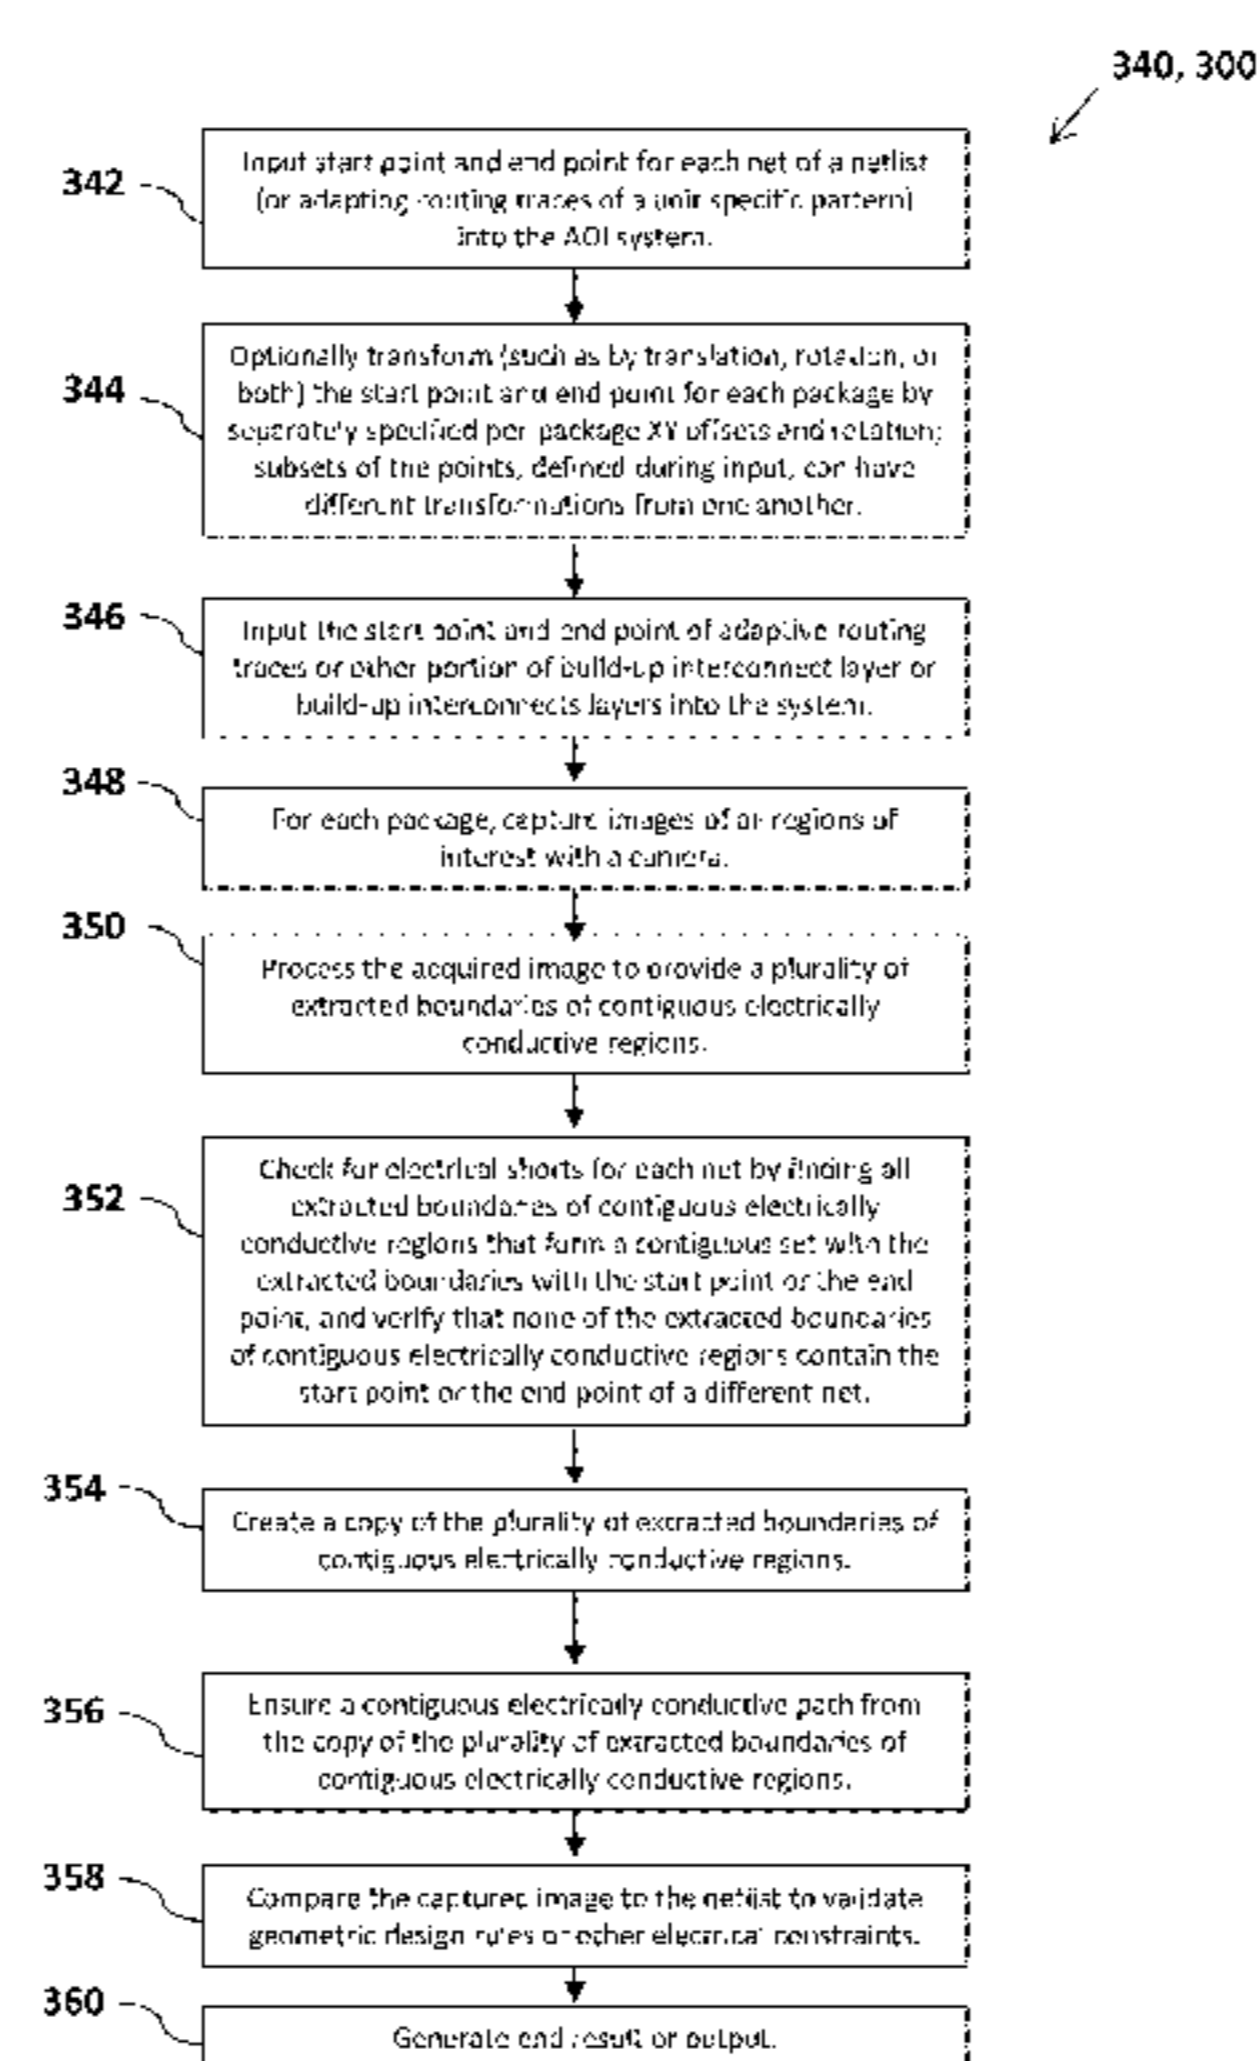 340, 300
342
Input start point and end point for each net of a netlist
(or adapting routing traces of a unit specific pattern)
into the AOI system.
344
Optionally transform (such as by translation, rotation, or
both) the start point and end point for each package by
separately specified per-package XY offsets and rotation;
subsets of the points, defined during input, can have
different transformations from one another.
346
Input the start point and end point of adaptive routing
traces or other portion of build-up interconnect layer or
build-up interconnects layers into the system.
348
For each package, capture images of all regions of
interest with a camera.
350
Process the acquired image to provide a plurality of
extracted boundaries of contiguous electrically
conductive regions.
352
Check for electrical shorts for each net by finding all
extracted boundaries of contiguous electrically
conductive regions that form a contiguous set with the
extracted boundaries with the start point or the end
point, and verify that none of the extracted boundaries
of contiguous electrically conductive regions contain the
start point or the end point of a different net.
354
Create a copy of the plurality of extracted boundaries of
contiguous electrically conductive regions.
356
Ensure a contiguous electrically conductive path from
the copy of the plurality of extracted boundaries of
contiguous electrically conductive regions.
358
Compare the captured image to the netlist to validate
geometric design rules or other electrical constraints.
360
Generate end result or output.